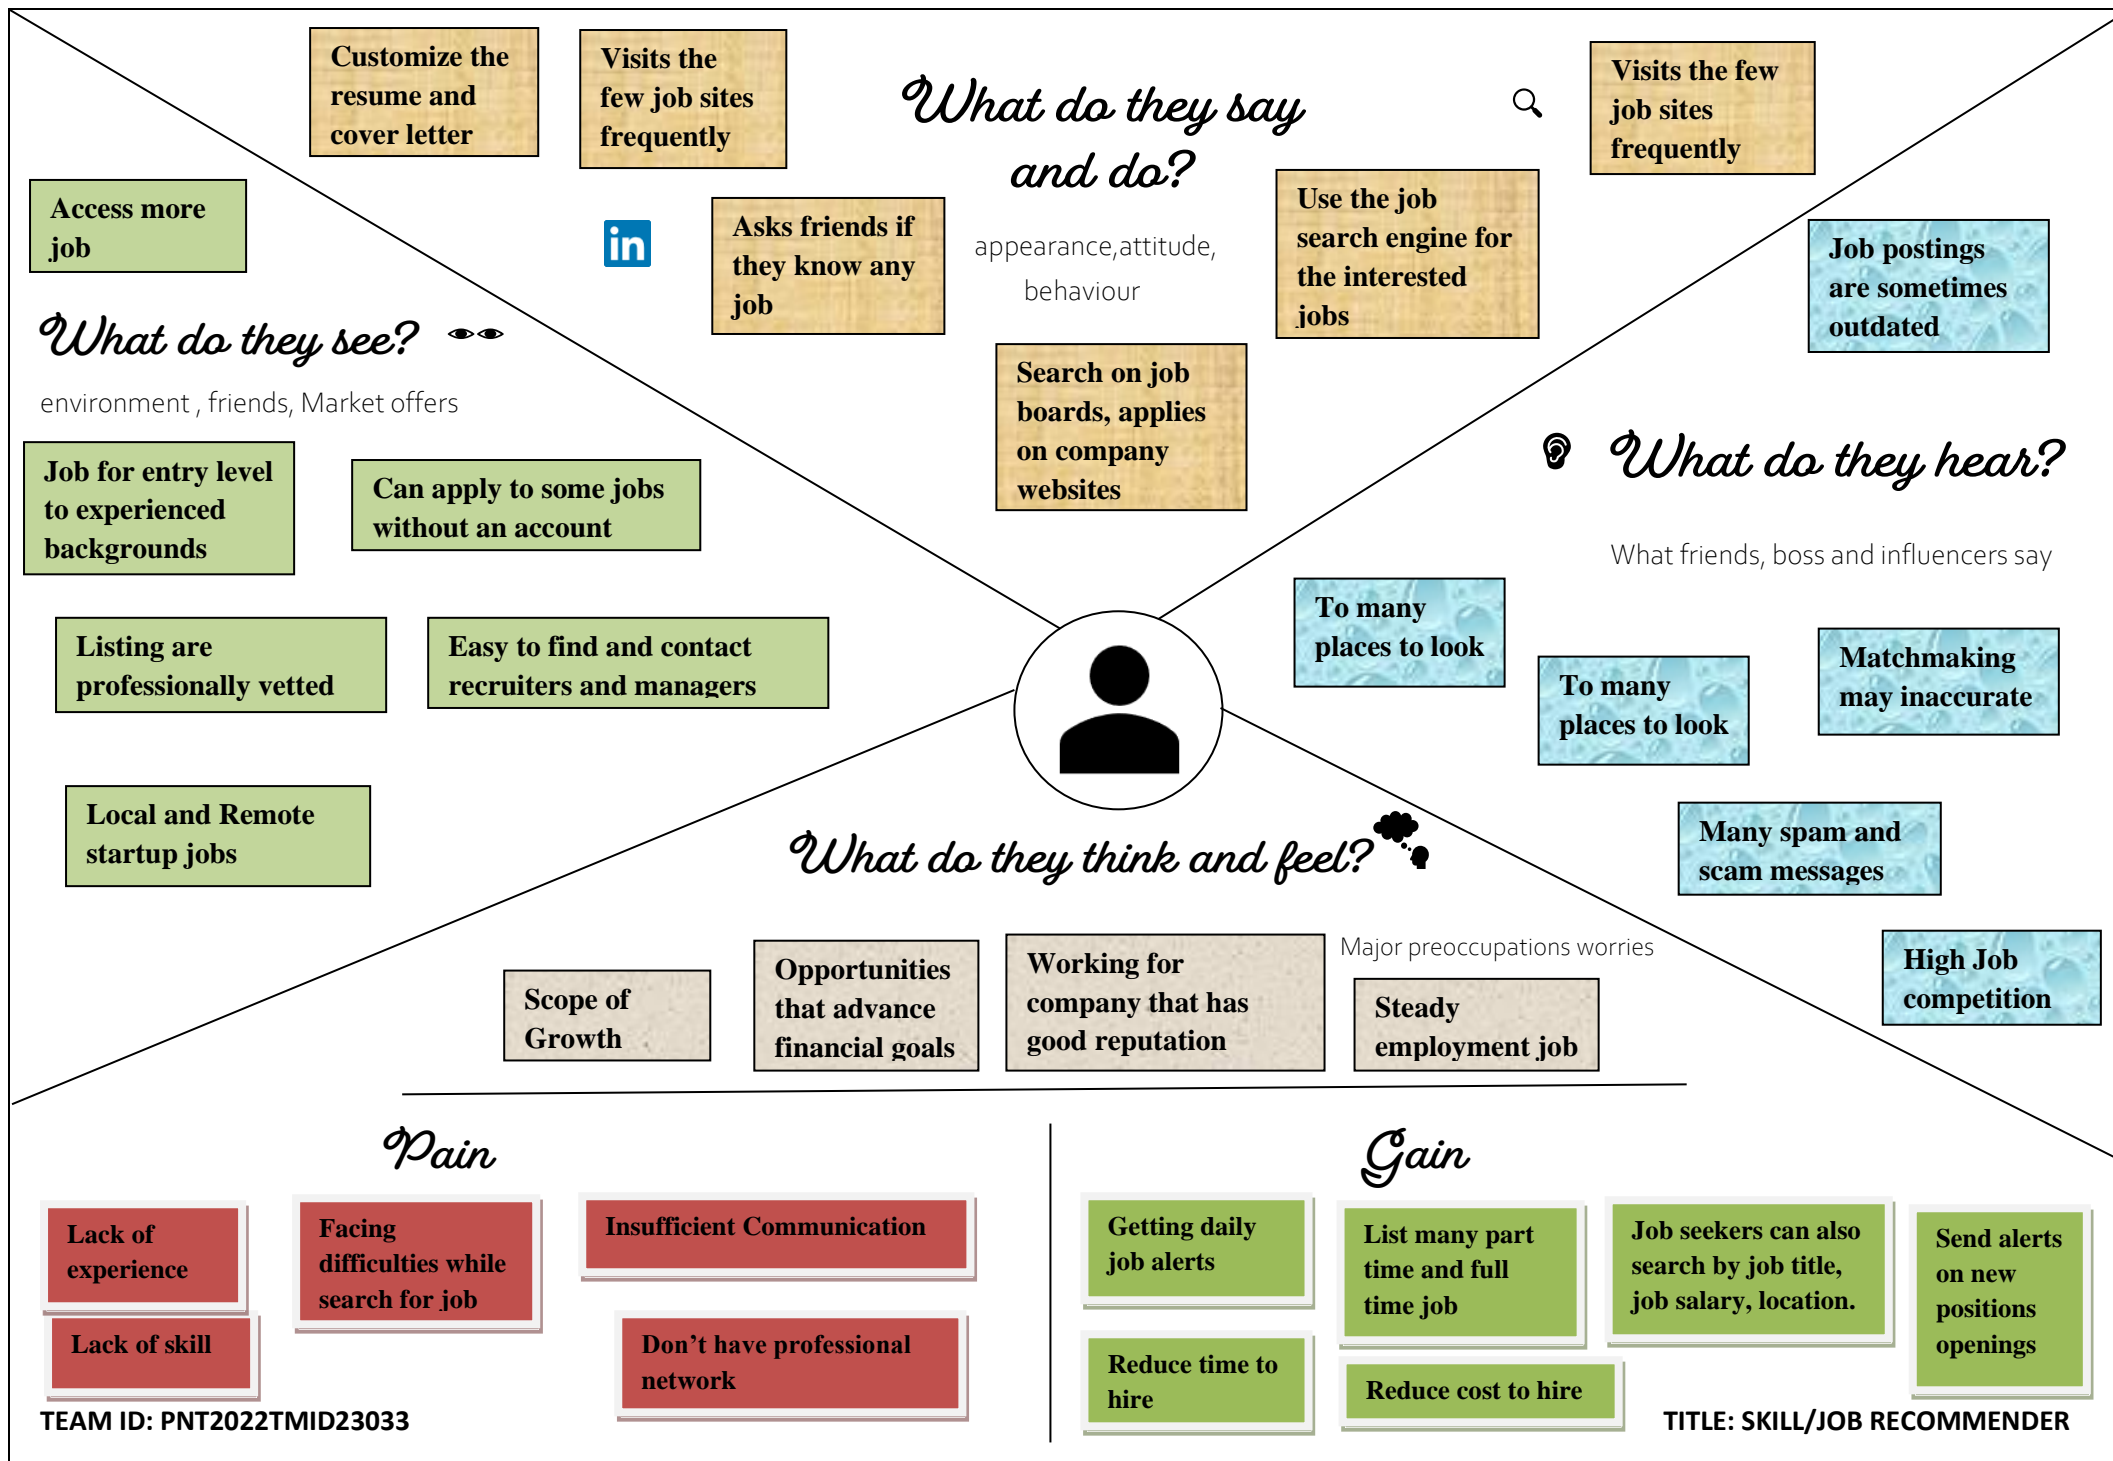 Customize the
resume and
cover letter
Visits the
few job sites
frequently
What do they say
and do?
appearance,attitude,
behaviour
Visits the few
job sites
frequently
Asks friends if
they know any
job
in
Use the job
search engine for
the interested
jobs
Search on job
boards, applies
on company
websites
Access more
job
What do they see?
environment , friends, Market offers
Job for entry level
to experienced
backgrounds
Can apply to some jobs
without an account
Listing are
professionally vetted
Easy to find and contact
recruiters and managers
Local and Remote
startup jobs
Job postings
are sometimes
outdated
What do they hear?
What friends, boss and influencers say
To many
places to look
To many
places to look
Matchmaking
may inaccurate
Many spam and
scam messages
High Job
competition
What do they think and feel?
Major preoccupations worries
Scope of
Growth
Opportunities
that advance
financial goals
Working for
company that has
good reputation
Steady
employment job
Pain
Lack of
experience
Facing
difficulties while
search for job
Insufficient Communication
Lack of skill
Don't have professional
network
Gain
Getting daily
job alerts
List many part
time and full
time job
Job seekers can also
search by job title,
job salary, location.
Send alerts
on new
positions
openings
Reduce time to
hire
Reduce cost to hire
TEAM ID: PNT2022TMID23033
TITLE: SKILL/JOB RECOMMENDER